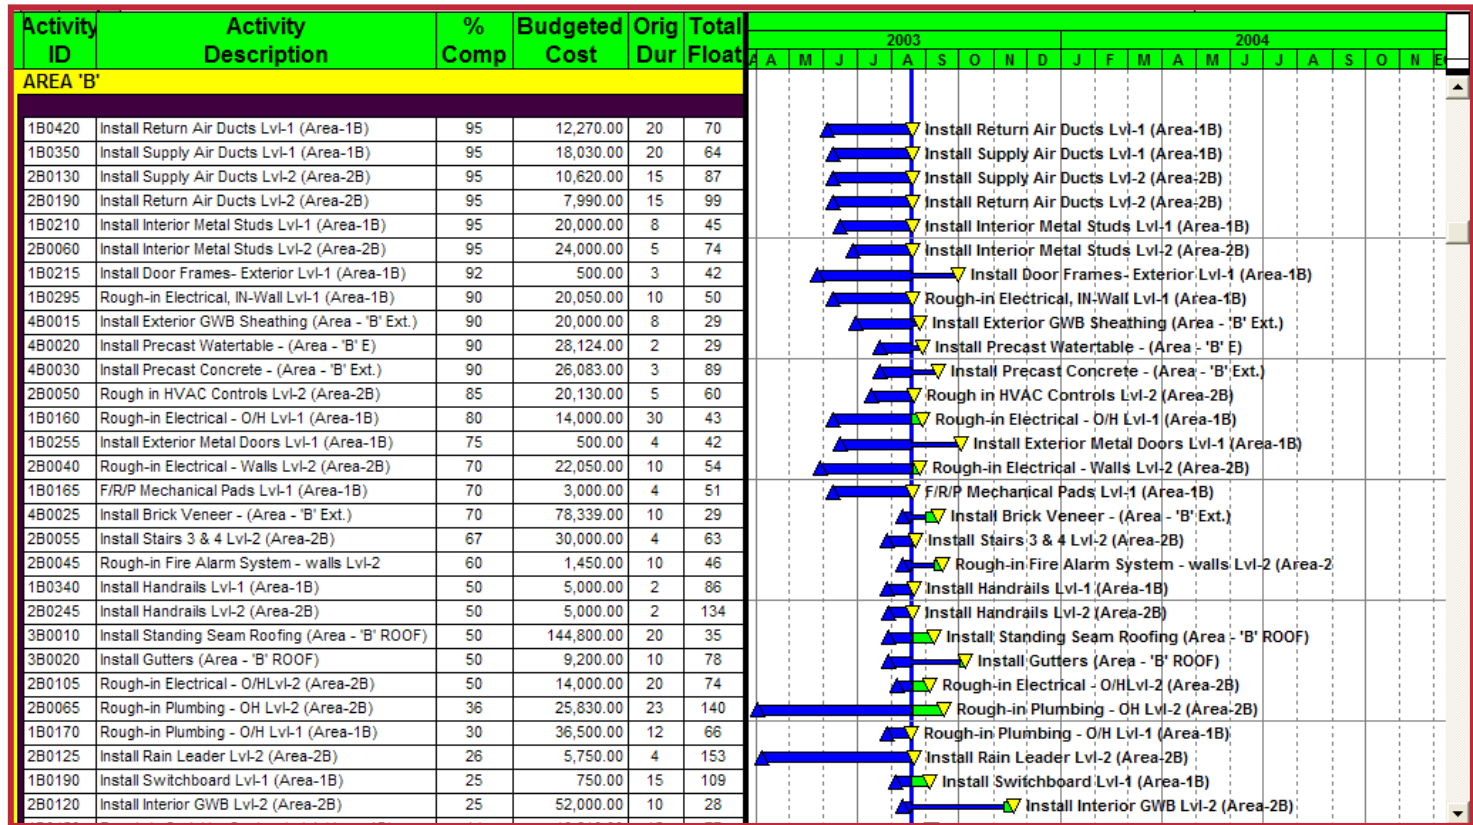 Activity ID Activity Description % Comp Budgeted Cost Orig Dur Total Float
2003 2004
A A M J J A S O N D J F M A M J J A S O N
AREA 'B'
1B0420 Install Return Air Ducts Lvl-1 (Area-1B) 95 12,270.00 20 70 Install Return Air Ducts Lvl-1 (Area-1B)
1B0350 Install Supply Air Ducts Lvl-1 (Area-1B) 95 18,030.00 20 64 Install Supply Air Ducts Lvl-1 (Area-1B)
2B0130 Install Supply Air Ducts Lvl-2 (Area-2B) 95 10,620.00 15 87 Install Supply Air Ducts Lvl-2 (Area-2B)
2B0190 Install Return Air Ducts Lvl-2 (Area-2B) 95 7,990.00 15 99 Install Return Air Ducts Lvl-2 (Area-2B)
1B0210 Install Interior Metal Studs Lvl-1 (Area-1B) 95 20,000.00 8 45 Install Interior Metal Studs Lvl-1 (Area-1B)
2B0060 Install Interior Metal Studs Lvl-2 (Area-2B) 95 24,000.00 5 74 Install Interior Metal Studs Lvl-2 (Area-2B)
1B0215 Install Door Frames- Exterior Lvl-1 (Area-1B) 92 500.00 3 42 Install Door Frames- Exterior Lvl-1 (Area-1B)
1B0295 Rough-in Electrical, IN-Wall Lvl-1 (Area-1B) 90 20,050.00 10 50 Rough-in Electrical, IN-Wall Lvl-1 (Area-1B)
4B0015 Install Exterior GWB Sheathing (Area - 'B' Ext.) 90 20,000.00 8 29 Install Exterior GWB Sheathing (Area - 'B' Ext.)
4B0020 Install Precast Watertable - (Area - 'B' E) 90 28,124.00 2 29 Install Precast Watertable - (Area - 'B' E)
4B0030 Install Precast Concrete - (Area - 'B' Ext.) 90 26,083.00 3 89 Install Precast Concrete - (Area - 'B' Ext.)
2B0050 Rough in HVAC Controls Lvl-2 (Area-2B) 85 20,130.00 5 60 Rough in HVAC Controls Lvl-2 (Area-2B)
1B0160 Rough-in Electrical - O/H Lvl-1 (Area-1B) 80 14,000.00 30 43 Rough-in Electrical - O/H Lvl-1 (Area-1B)
1B0255 Install Exterior Metal Doors Lvl-1 (Area-1B) 75 500.00 4 42 Install Exterior Metal Doors Lvl-1 (Area-1B)
2B0040 Rough-in Electrical - Walls Lvl-2 (Area-2B) 70 22,050.00 10 54 Rough-in Electrical - Walls Lvl-2 (Area-2B)
1B0165 F/R/P Mechanical Pads Lvl-1 (Area-1B) 70 3,000.00 4 51 F/R/P Mechanical Pads Lvl-1 (Area-1B)
4B0025 Install Brick Veneer - (Area - 'B' Ext.) 70 78,339.00 10 29 Install Brick Veneer - (Area - 'B' Ext.)
2B0055 Install Stairs 3 & 4 Lvl-2 (Area-2B) 67 30,000.00 4 63 Install Stairs 3 & 4 Lvl-2 (Area-2B)
2B0045 Rough-in Fire Alarm System - walls Lvl-2 60 1,450.00 10 46 Rough-in Fire Alarm System - walls Lvl-2 (Area-2
1B0340 Install Handrails Lvl-1 (Area-1B) 50 5,000.00 2 86 Install Handrails Lvl-1 (Area-1B)
2B0245 Install Handrails Lvl-2 (Area-2B) 50 5,000.00 2 134 Install Handrails Lvl-2 (Area-2B)
3B0010 Install Standing Seam Roofing (Area - 'B' ROOF) 50 144,800.00 20 35 Install Standing Seam Roofing (Area - 'B' ROOF)
3B0020 Install Gutters (Area - 'B' ROOF) 50 9,200.00 10 78 Install Gutters (Area - 'B' ROOF)
2B0105 Rough-in Electrical - O/HLvl-2 (Area-2B) 50 14,000.00 20 74 Rough-in Electrical - O/HLvl-2 (Area-2B)
2B0065 Rough-in Plumbing - OH Lvl-2 (Area-2B) 36 25,830.00 23 140 Rough-in Plumbing - OH Lvl-2 (Area-2B)
1B0170 Rough-in Plumbing - O/H Lvl-1 (Area-1B) 30 36,500.00 12 66 Rough-in Plumbing - O/H Lvl-1 (Area-1B)
2B0125 Install Rain Leader Lvl-2 (Area-2B) 26 5,750.00 4 153 Install Rain Leader Lvl-2 (Area-2B)
1B0190 Install Switchboard Lvl-1 (Area-1B) 25 750.00 15 109 Install Switchboard Lvl-1 (Area-1B)
2B0120 Install Interior GWB Lvl-2 (Area-2B) 25 52,000.00 10 28 Install Interior GWB Lvl-2 (Area-2B)